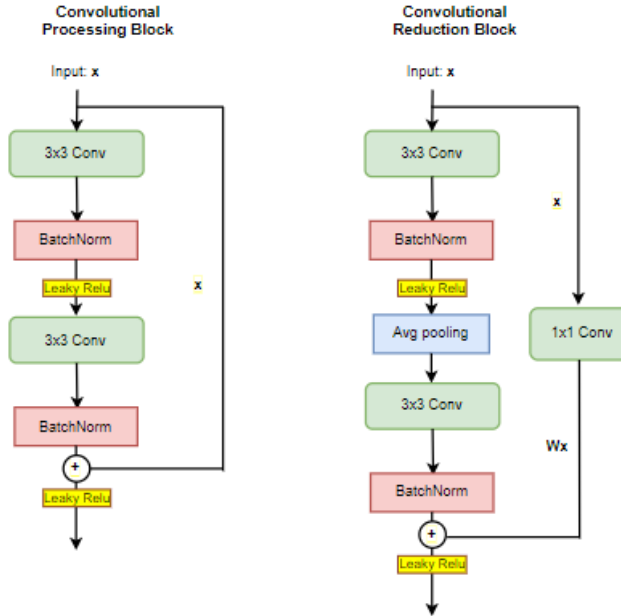 Convolutional
Processing Block
Input: x
3x3 Conv
BatchNorm
Leaky Relu
x
3x3 Conv
BatchNorm
+
Leaky Relu
Convolutional
Reduction Block
Input: x
3x3 Conv
x
BatchNorm
Leaky Relu
Avg pooling
1x1 Conv
3x3 Conv
Wx
BatchNorm
+
Leaky Relu